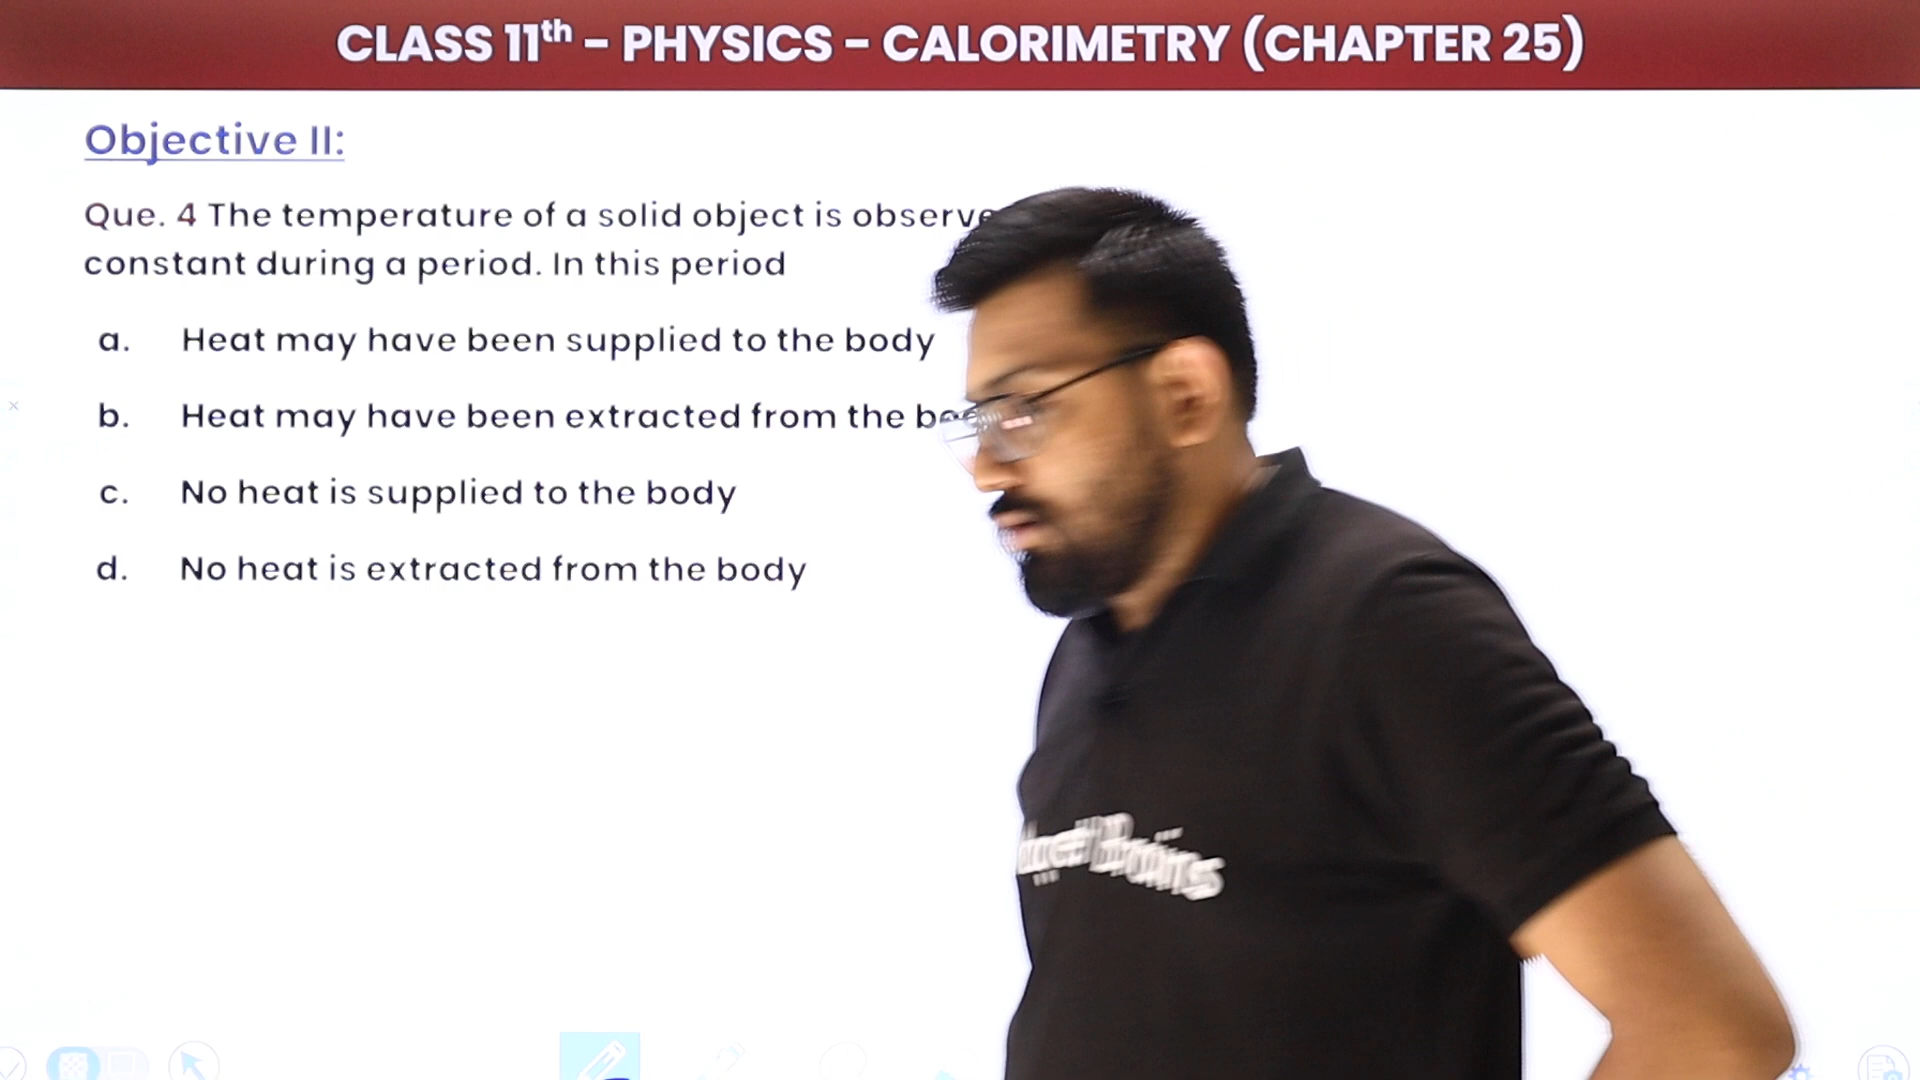 CLASS 11th - PHYSICS - CALORIMETRY (CHAPTER 25)
Objective II:
Que. 4 The temperature of a solid object is
constant during a period. In this period
a. Heat may have been supplied to the body
b. Heat may have been extracted from the
c. No heat is supplied to the body
d. No heat is extracted from the body
Brains